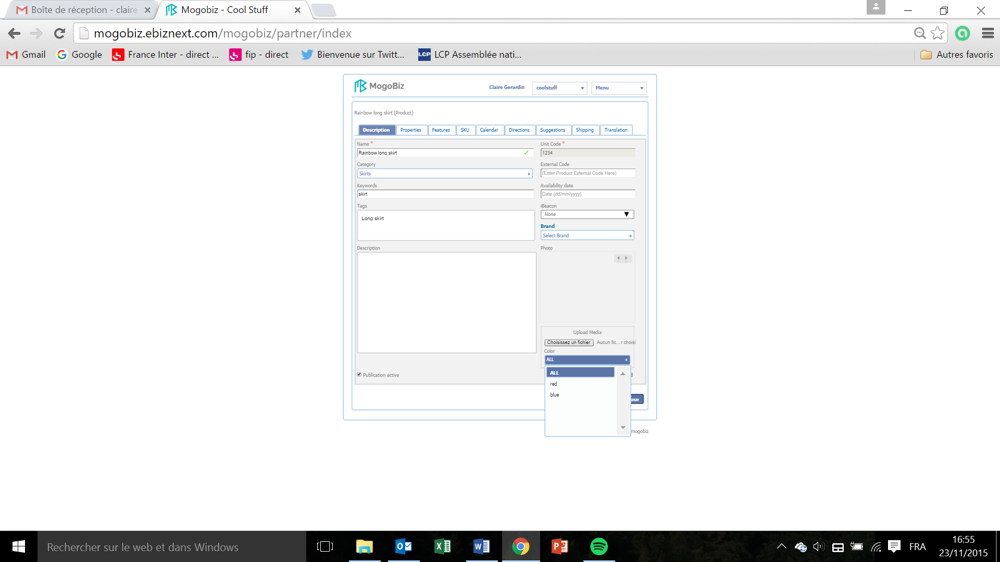 Boîte de réception - claire
Mogobiz - Cool Stuff
mogobiz.ebiznext.com/mogobiz/partner/index
Gmail
Google
France Inter - direct ...
fip - direct
Bienvenue sur Twitt...
LCP LCP Assemblée nati...
Autres favoris
MogoBiz
Claire Gerardin
coolstuff
Menu
Rainbow long skirt (Product)
Description Properties Features SKU Calendar Directions Suggestions Shipping Translation
Name *
Rainbow long skirt
Category
Skirts
Keywords
skirt
Tags
Long skirt
Description
Publication active
Unit Code *
1234
External Code
(Enter Product External Code Here)
Availability date
Date (dd/mm/yyyy)
iBeacon
None
Brand
Select Brand
Photo
Upload Media
Choisissez un fichier Aucun fic...r choisi
Color
ALL
ALL
red
blue
ose
mogobiz
Rechercher sur le web et dans Windows
FRA
16:55
23/11/2015